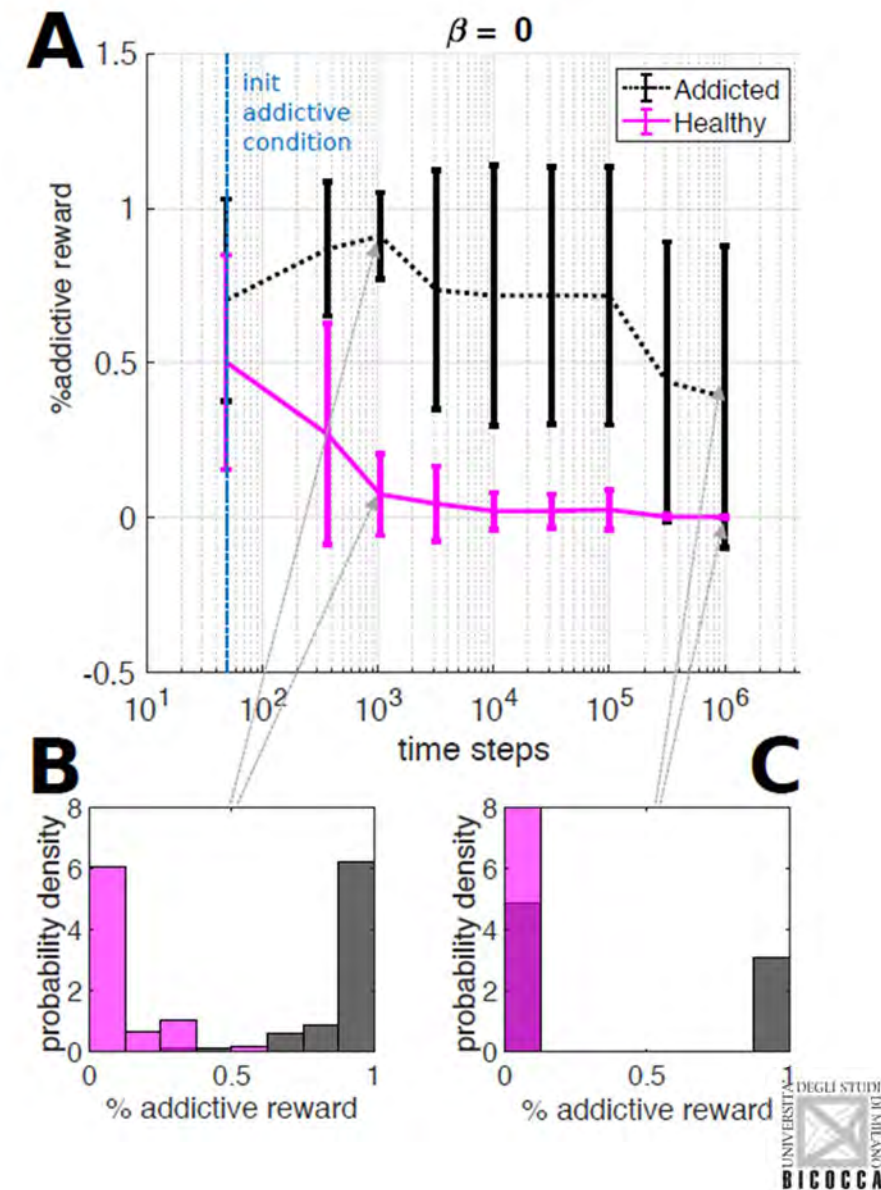 A
β = 0
1.5
1
0.5
0
-0.5
%addictive reward
init
addictive
condition
Addicted
Healthy
10¹ 10² 10³ 10⁴ 10⁵ 10⁶
time steps
B
8
6
4
2
0
probability density
0 0.5 1
% addictive reward
C
8
6
4
2
0
probability density
0 0.5 1
% addictive reward
UNIVERSITÀ
DEGLI STUDI
DI MILANO
BICOCCA